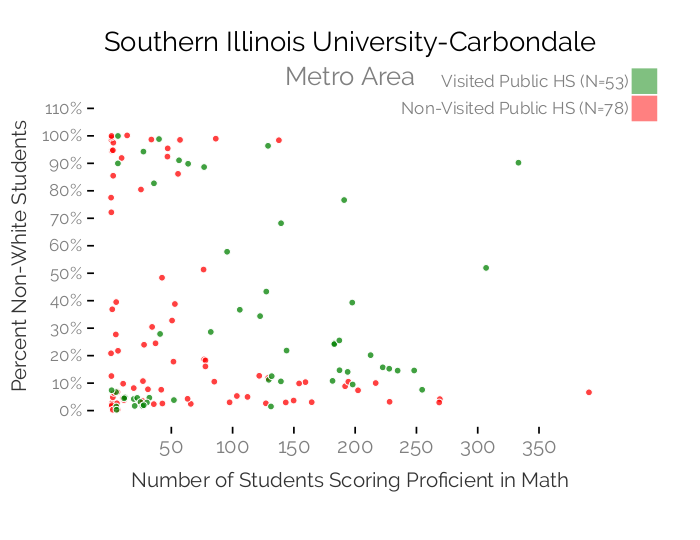 Southern Illinois University-Carbondale
Metro Area
Visited Public HS (N=53)
Non-Visited Public HS (N=78)
Percent Non-White Students
110%
100%
90%
80%
70%
60%
50%
40%
30%
20%
10%
0%
50 100 150 200 250 300 350
Number of Students Scoring Proficient in Math